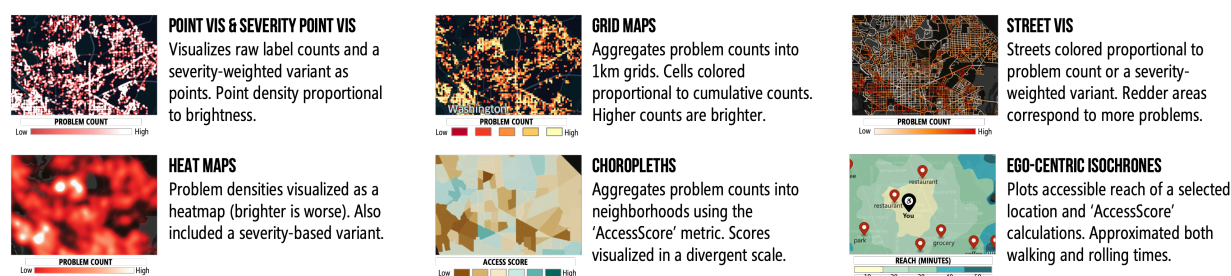 POINT VIS & SEVERITY POINT VIS
Visualizes raw label counts and a
severity-weighted variant as
points. Point density proportional
to brightness.
PROBLEM COUNT
Low High
GRID MAPS
Aggregates problem counts into
1km grids. Cells colored
proportional to cumulative counts.
Higher counts are brighter.
Washington
PROBLEM COUNT
Low High
STREET VIS
Streets colored proportional to
problem count or a severity-
weighted variant. Redder areas
correspond to more problems.
PROBLEM COUNT
Low High
HEAT MAPS
Problem densities visualized as a
heatmap (brighter is worse). Also
included a severity-based variant.
PROBLEM COUNT
Low High
CHOROPLETHS
Aggregates problem counts into
neighborhoods using the
‘AccessScore’ metric. Scores
visualized in a divergent scale.
ACCESS SCORE
Low High
EGO-CENTRIC ISOCHRONES
Plots accessible reach of a selected
location and ‘AccessScore’
calculations. Approximated both
walking and rolling times.
restaurant
restaurant
You
park
grocery
REACH (MINUTES)